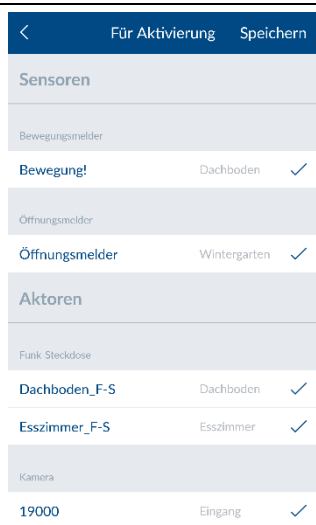 Für Aktivierung Speichern
Sensoren
Bewegungsmelder
Bewegung! Dachboden
Öffnungsmelder
Öffnungsmelder Wintergarten
Aktoren
Funk Steckdose
Dachboden_F-S Dachboden
Esszimmer_F-S Esszimmer
Kamera
19000 Eingang